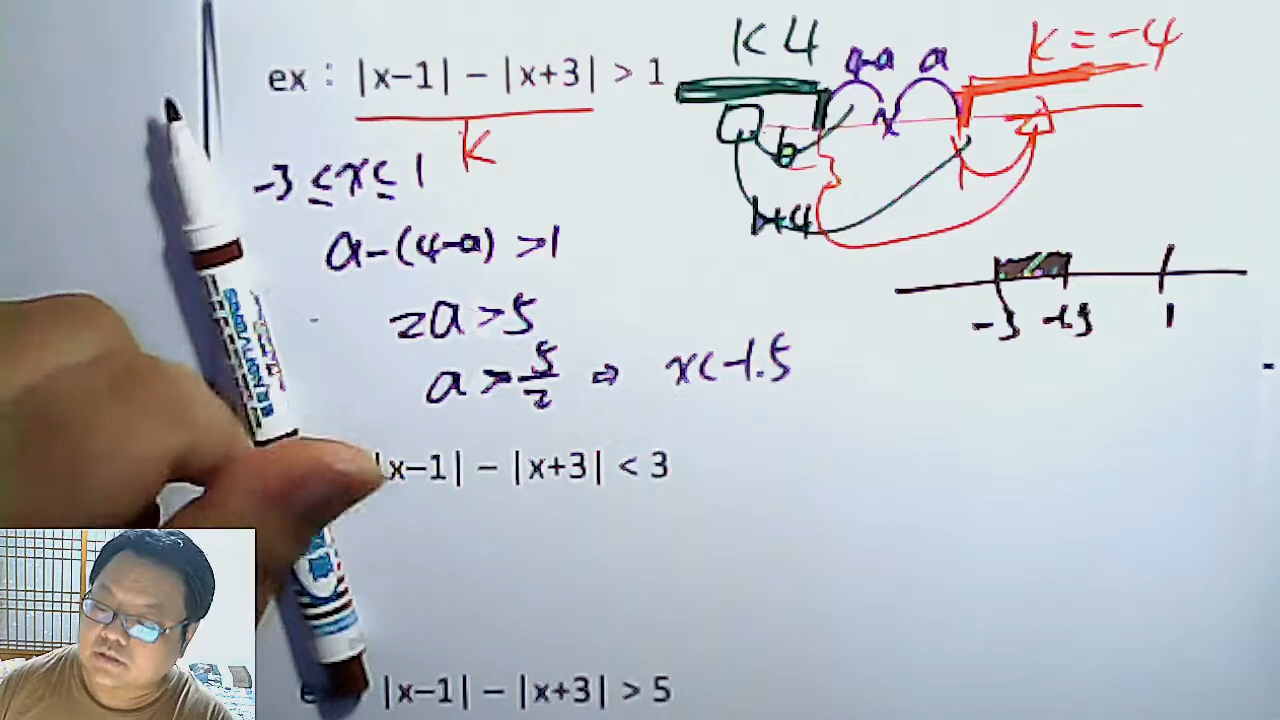 ex : |x−1| − |x+3| > 1
k
-3 ≤ x ≤ 1
a-(4-a) >1
2a>5
a > 5/2 ⇒ x<-1.5
k 4
4-a
a
k = -4
x
b
b+4
-3
-1.5
1
|x−1| − |x+3| < 3
|x−1| − |x+3| > 5